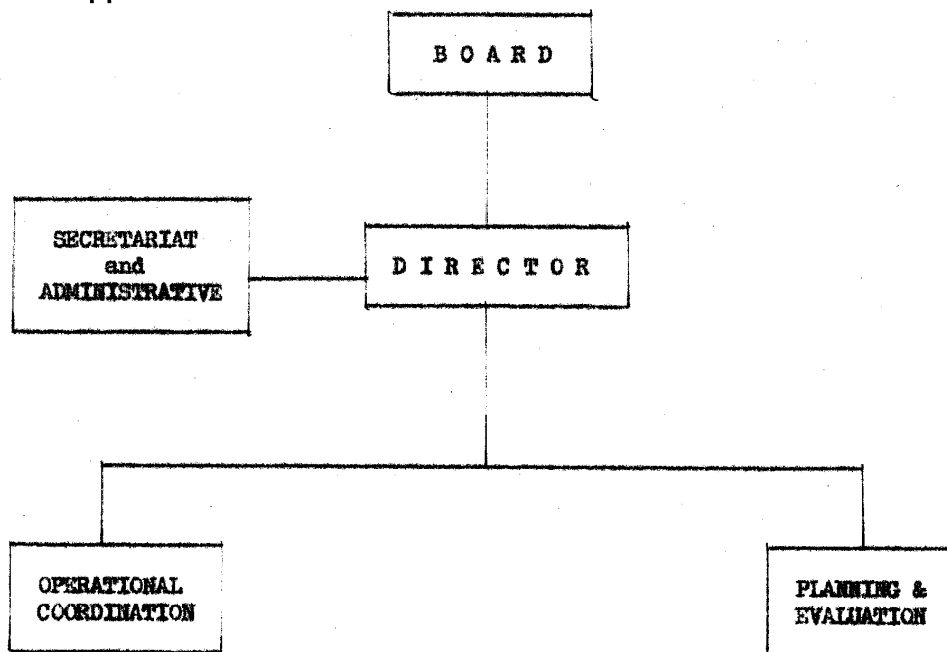 B O A R D
SECRETARIAT
and
ADMINISTRATIVE
D I R E C T O R
OPERATIONAL
COORDINATION
PLANNING &
EVALUATION